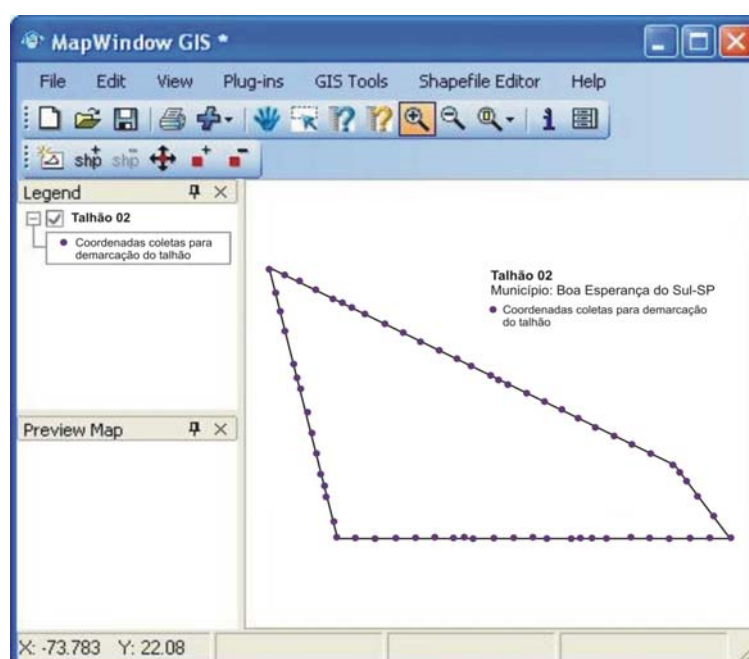 MapWindow GIS *
File Edit View Plug-ins GIS Tools Shapefile Editor Help
shp shp
Legend
Talhão 02
Coordenadas coletas para
demarcação do talhão
Talhão 02
Município: Boa Esperança do Sul-SP
Coordenadas coletas para demarcação
do talhão
Preview Map
X: -73.783 Y: 22.08